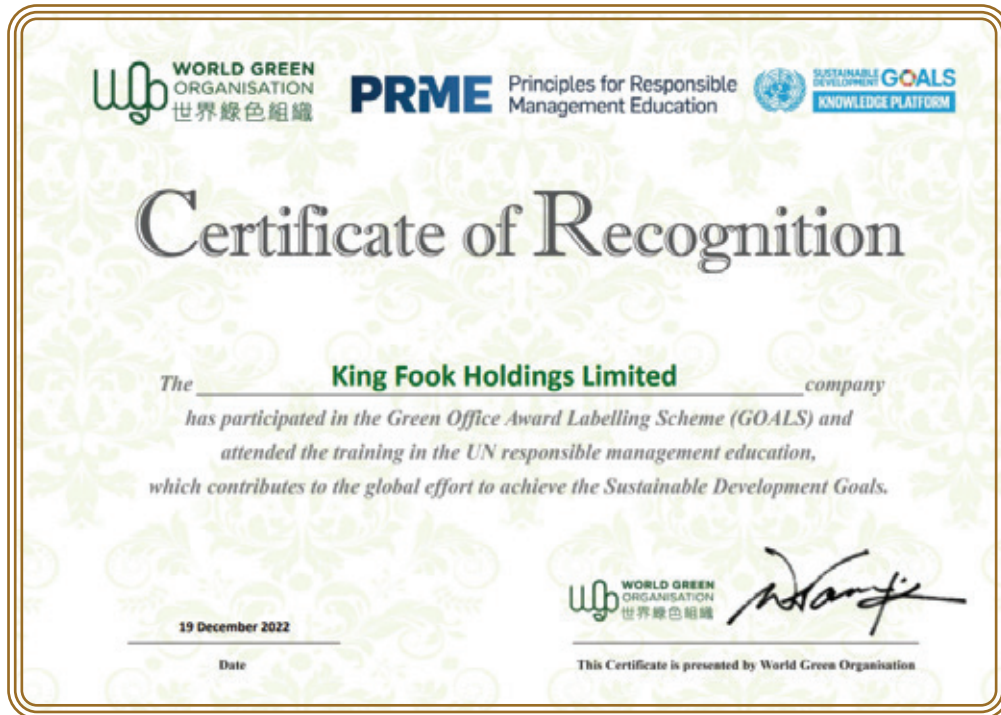 WORLD GREEN
ORGANISATION
世界綠色組織
PRME
Principles for Responsible
Management Education
SUSTAINABLE
DEVELOPMENT GOALS
KNOWLEDGE PLATFORM
Certificate of Recognition
The King Fook Holdings Limited company
has participated in the Green Office Award Labelling Scheme (GOALS) and
attended the training in the UN responsible management education,
which contributes to the global effort to achieve the Sustainable Development Goals.
WORLD GREEN
ORGANISATION
世界綠色組織
19 December 2022
Date
This Certificate is presented by World Green Organisation